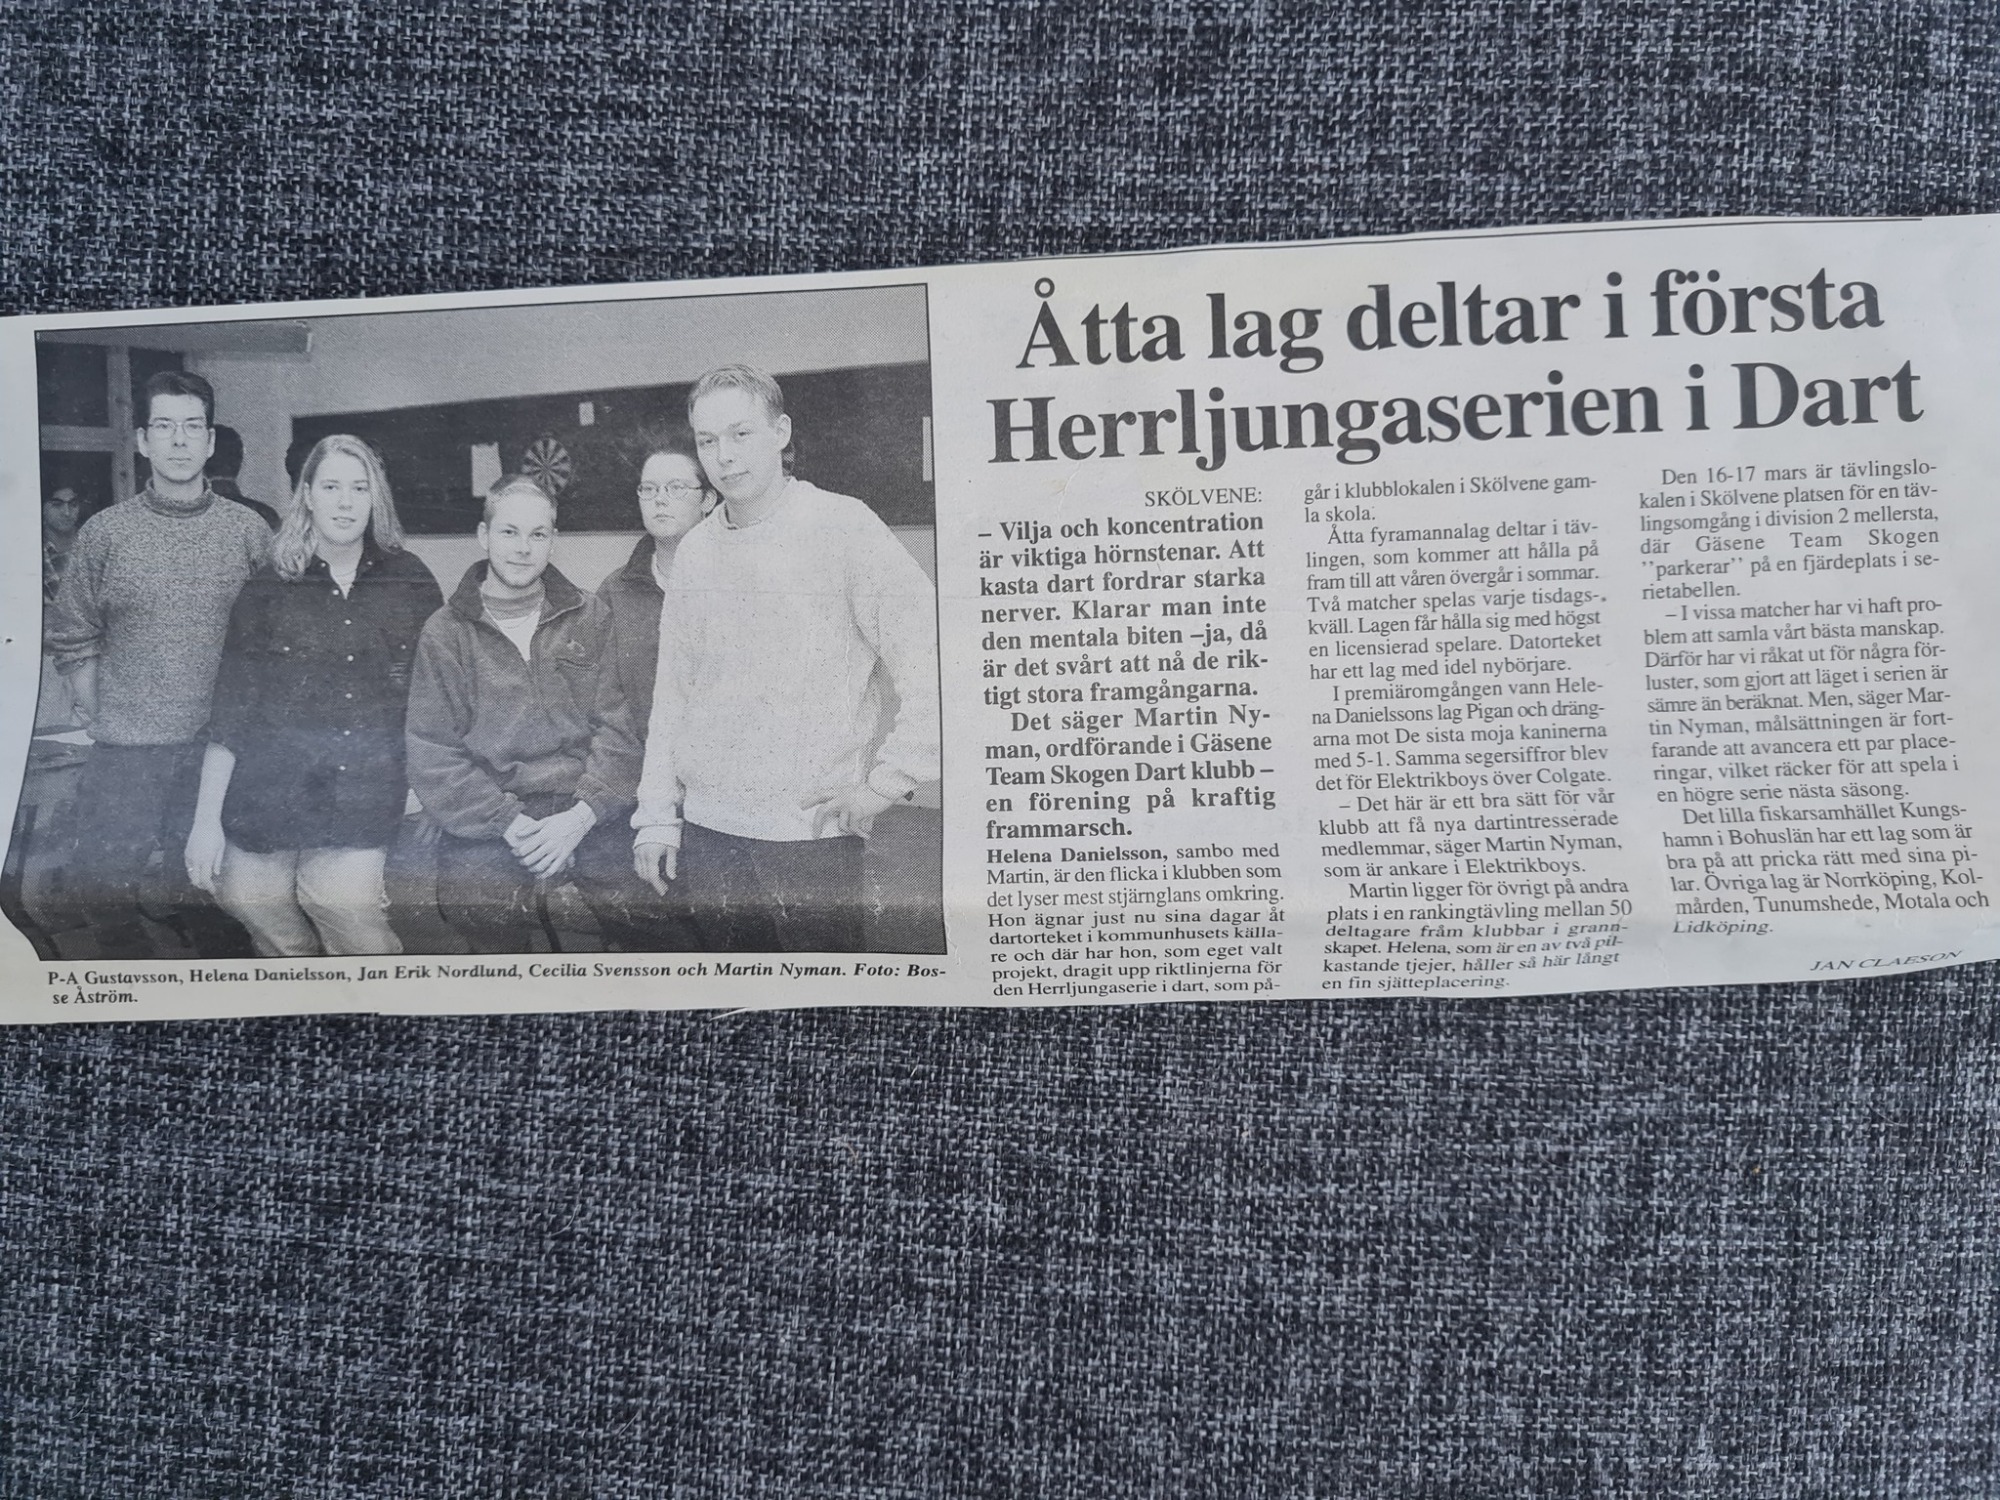 Åtta lag deltar i första
Herrljungaserien i Dart
P-A Gustavsson, Helena Danielsson, Jan Erik Nordlund, Cecilia Svensson och Martin Nyman. Foto: Bos-
se Åström.
SKÖLVENE:
– Vilja och koncentration
är viktiga hörnstenar. Att
kasta dart fordrar starka
nerver. Klarar man inte
den mentala biten –ja, då
är det svårt att nå de rik-
tigt stora framgångarna.
Det säger Martin Ny-
man, ordförande i Gäsene
Team Skogen Dart klubb –
en förening på kraftig
frammarsch.
Helena Danielsson, sambo med
Martin, är den flicka i klubben som
det lyser mest stjärnglans omkring.
Hon ägnar just nu sina dagar åt
dartorteket i kommunhusets källa-
re och där har hon, som eget valt
projekt, dragit upp riktlinjerna för
den Herrljungaserie i dart, som på-
går i klubblokalen i Skölvene gam-
la skola.
Åtta fyramannalag deltar i täv-
lingen, som kommer att hålla på
fram till att våren övergår i sommar.
Två matcher spelas varje tisdags-
kväll. Lagen får hålla sig med högst
en licensierad spelare. Datorteket
har ett lag med idel nybörjare.
I premiäromgången vann Hele-
na Danielssons lag Pigan och dräng-
arna mot De sista moja kaninerna
med 5-1. Samma segersiffror blev
det för Elektrikboys över Colgate.
– Det här är ett bra sätt för vår
klubb att få nya dartintresserade
medlemmar, säger Martin Nyman,
som är ankare i Elektrikboys.
Martin ligger för övrigt på andra
plats i en rankingtävling mellan 50
deltagare fråm klubbar i grann-
skapet. Helena, som är en av två pil-
kastande tjejer, håller så här långt
en fin sjätteplacering.
Den 16-17 mars är tävlingslo-
kalen i Skölvene platsen för en täv-
lingsomgång i division 2 mellersta,
där Gäsene Team Skogen
''parkerar'' på en fjärdeplats i se-
rietabellen.
– I vissa matcher har vi haft pro-
blem att samla vårt bästa manskap.
Därför har vi råkat ut för några för-
luster, som gjort att läget i serien är
sämre än beräknat. Men, säger Mar-
tin Nyman, målsättningen är fort-
farande att avancera ett par place-
ringar, vilket räcker för att spela i
en högre serie nästa säsong.
Det lilla fiskarsamhället Kungs-
hamn i Bohuslän har ett lag som är
bra på att pricka rätt med sina pi-
lar. Övriga lag är Norrköping, Kol-
mården, Tunumshede, Motala och
Lidköping.
JAN CLAESON